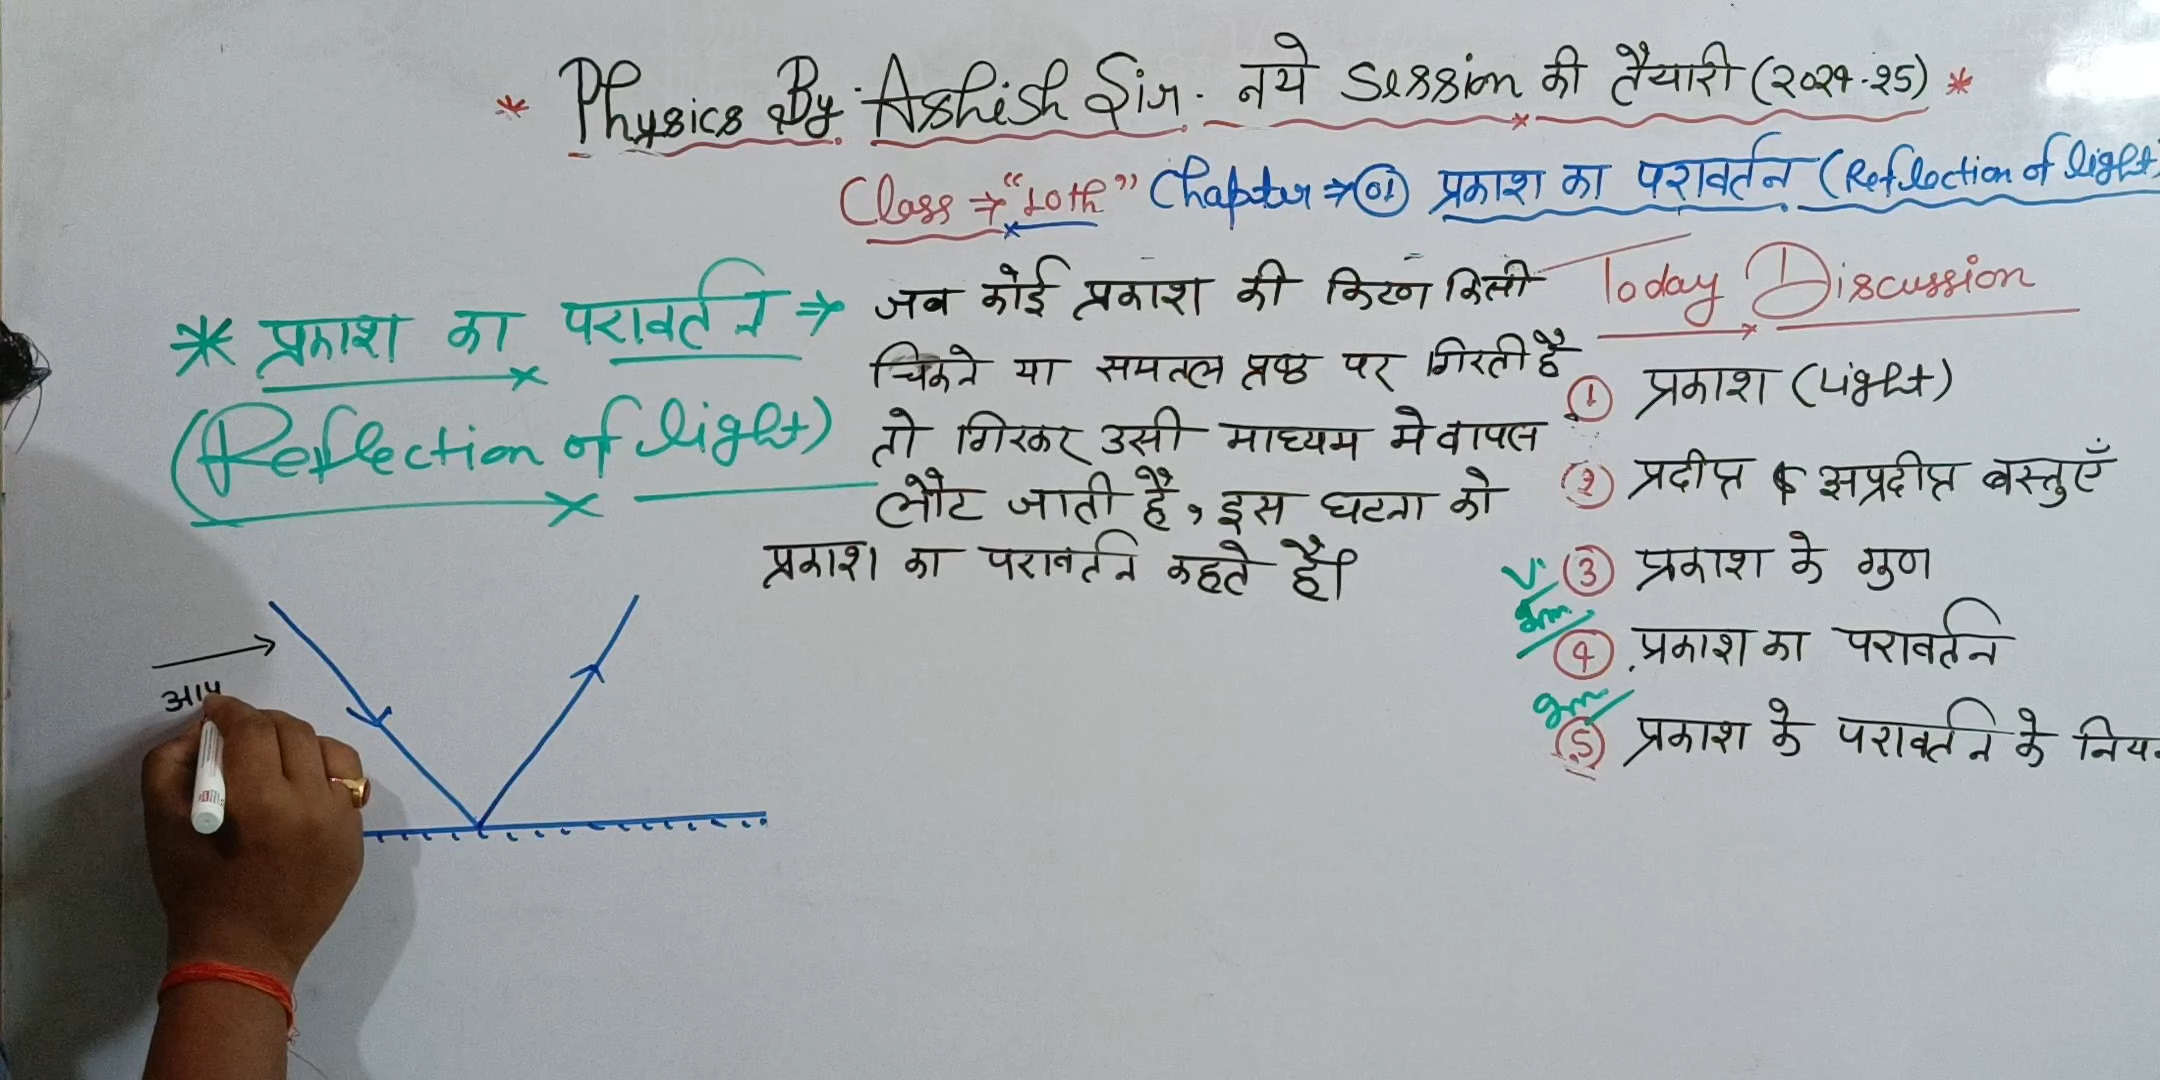 * Physics By Ashish Sir. नये Session की तैयारी (2024-25) *
Class → "10th" Chapter → 01 प्रकाश का परावर्तन (Reflection of light)
* प्रकाश का परावर्तन →
(Reflection of light)
जब कोई प्रकाश की किरण किसी
चिकने या समतल प्रष्ठ पर गिरती है
तो गिरकर उसी माध्यम मे वापस
लौट जाती है, इस घटना को
प्रकाश का परावर्तन कहते हैं।
आप
Today Discussion
1 प्रकाश (Light)
2 प्रदीप्त & अप्रदीप्त वस्तुएँ
3 प्रकाश के गुण
4 प्रकाश का परावर्तन
5 प्रकाश के परावर्तन के नियम